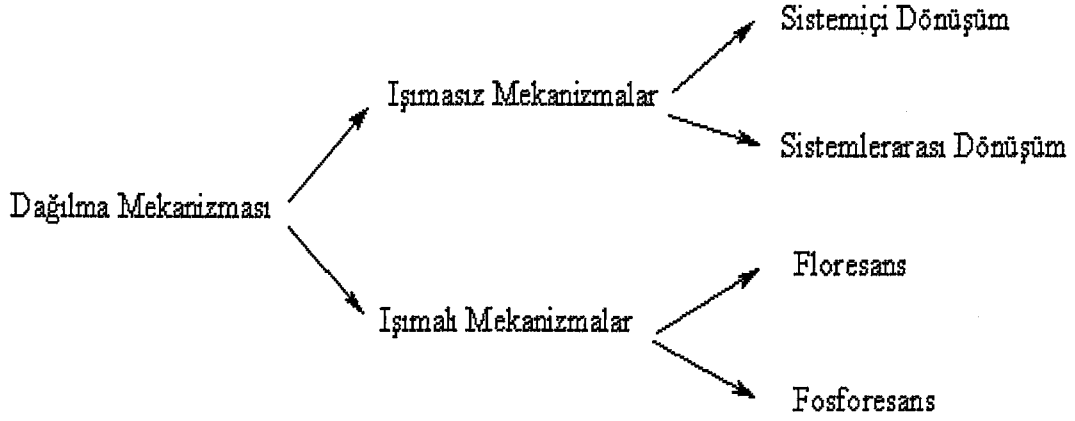 Sistemiçi Dönüşüm
Işımasız Mekanizmalar
Sistemlerarası Dönüşüm
Dağılma Mekanizması
Floresans
Işımalı Mekanizmalar
Fosforesans